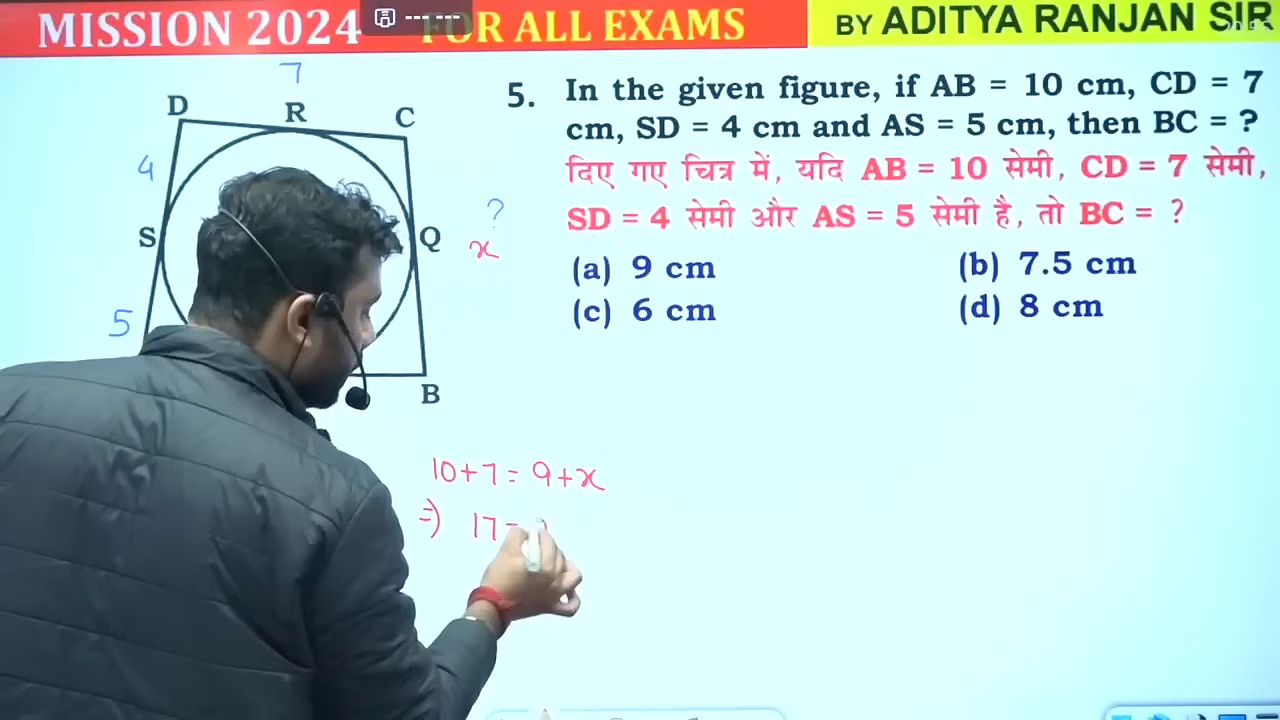 MISSION 2024 FOR ALL EXAMS
BY ADITYA RANJAN SIR
7
D R C
4
S Q
?
x
5
B
5. In the given figure, if AB = 10 cm, CD = 7
cm, SD = 4 cm and AS = 5 cm, then BC = ?
दिए गए चित्र में, यदि AB = 10 सेमी, CD = 7 सेमी,
SD = 4 सेमी और AS = 5 सेमी है, तो BC = ?
(a) 9 cm (b) 7.5 cm
(c) 6 cm (d) 8 cm
10+7 = 9+x
⇒ 17 =